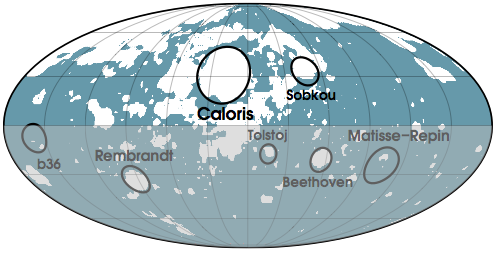 Sobkou
Caloris
Tolstoj
Matisse-Repin
Rembrandt
b36
Beethoven